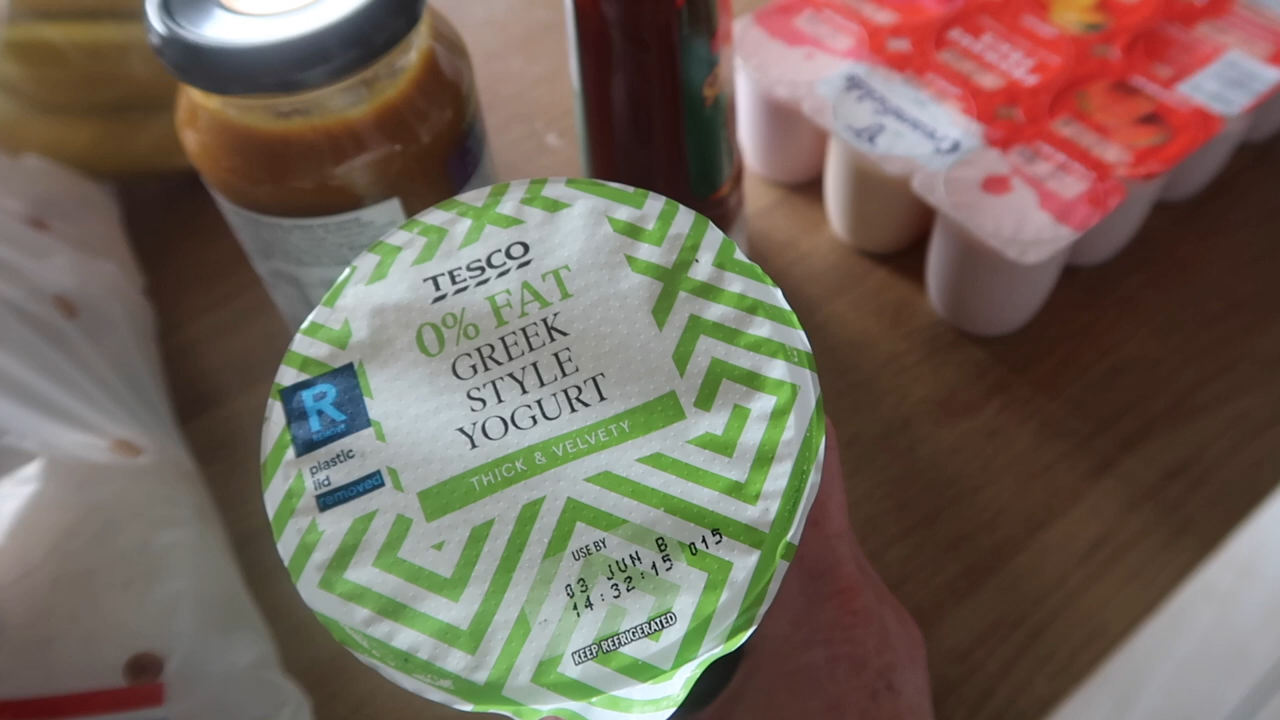 TESCO
0% FAT
GREEK
STYLE
YOGURT
THICK & VELVETY
R
plastic
lid
removed
USE BY
03 JUN B 015
14:32:15
KEEP REFRIGERATED